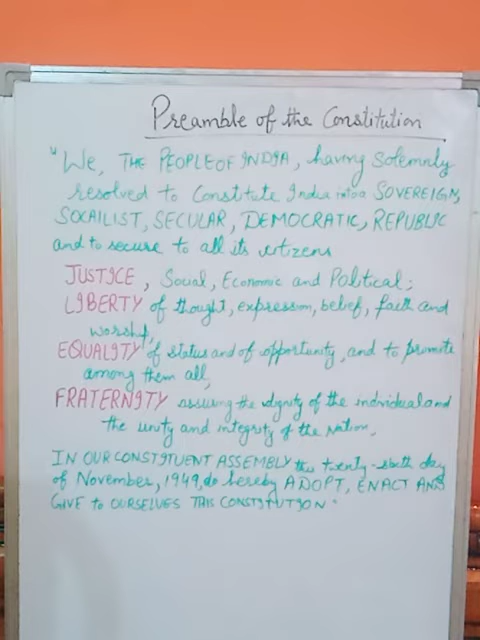 Preamble of the Constitution
"We, THE PEOPLE OF INDIA, having solemnly
resolved to Constitute India into a SOVEREIGN,
SOCAILIST, SECULAR, DEMOCRATIC, REPUBLIC
and to secure to all its citizens
JUSTICE, Social, Economic and Political;
LIBERTY of thought, expression, belief, faith and
worship,
EQUALITY of status and of opportunity, and to promote
among them all,
FRATERNITY assuing the dignity of the individual and
the unity and integrity of the Nation,
IN OUR CONSTITUENT ASSEMBLY this twenty-sixth day
of November, 1949, do hereby ADOPT, ENACT AND
GIVE to OURSELVES THIS CONSTITUTION"